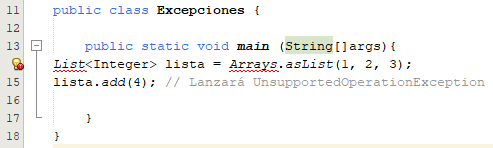 11 public class Excepciones {
12
13 public static void main (String[]args){
List<Integer> lista = Arrays.asList(1, 2, 3);
15 lista.add(4); // Lanzará UnsupportedOperationException
16
17 }
18 }